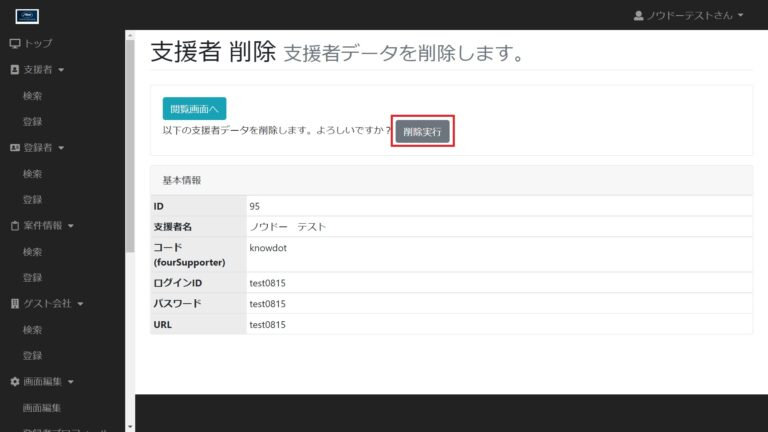 ノウドーテストさん
トップ
支援者
検索
登録
登録者
検索
登録
案件情報
検索
登録
ゲスト会社
検索
登録
画面編集
画面編集
支援者 削除 支援者データを削除します。
閲覧画面へ
以下の支援者データを削除します。よろしいですか？ 削除実行
基本情報
ID 95
支援者名 ノウドー　テスト
コード knowdot
(fourSupporter)
ログインID test0815
パスワード test0815
URL test0815